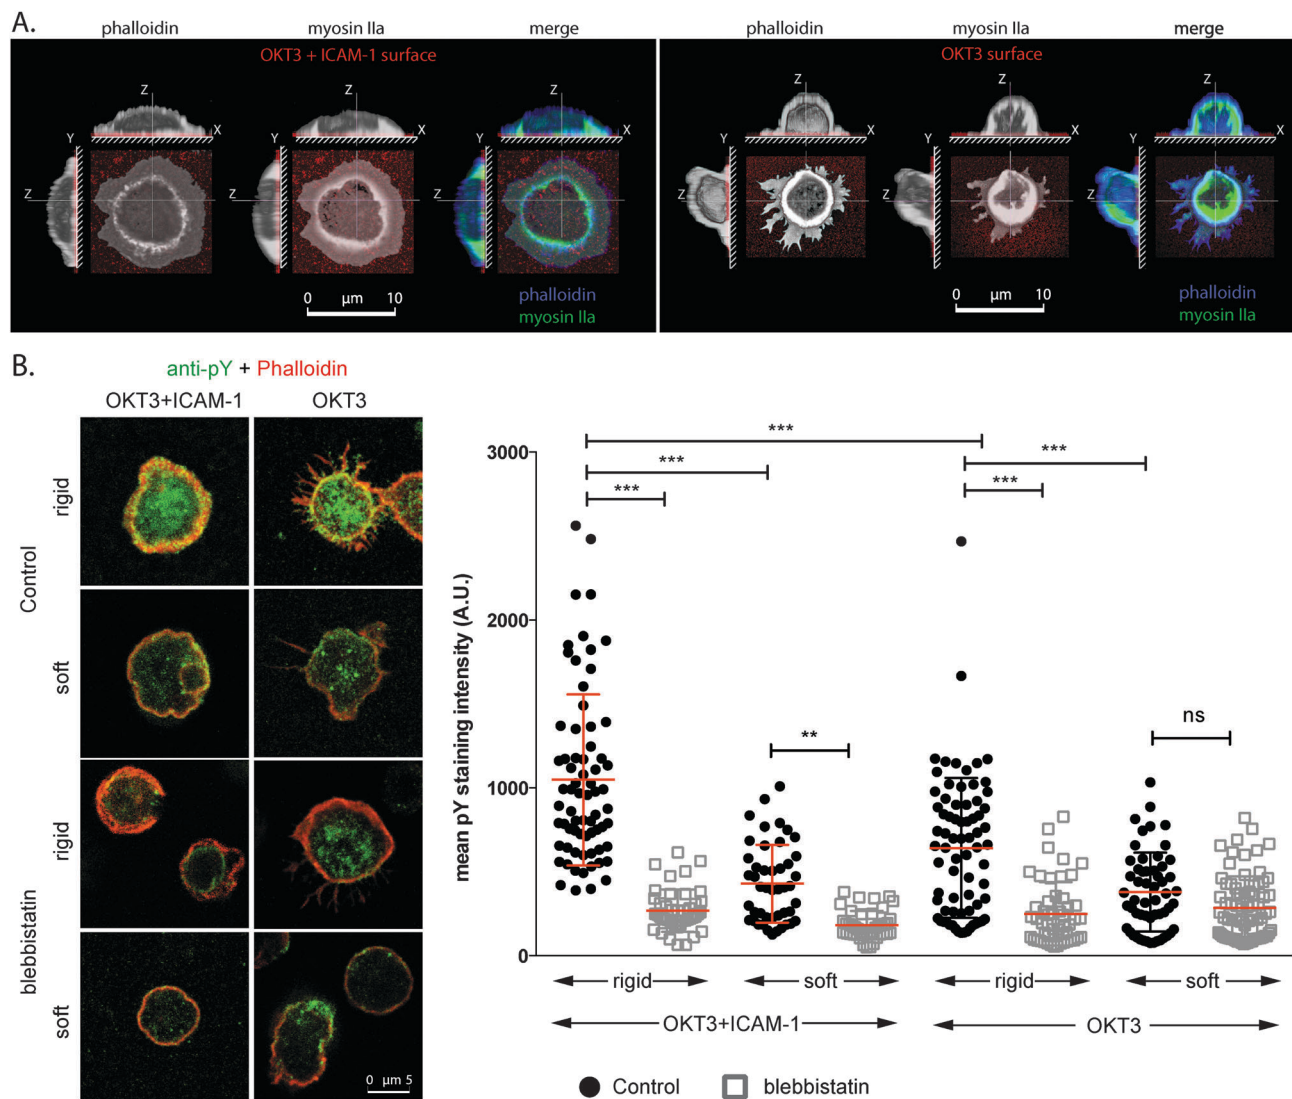 A.
phalloidin myosin IIa merge phalloidin myosin IIa merge
OKT3 + ICAM-1 surface OKT3 surface
Z Z Z Z Z Z
Y X Y X Y X Y X Y X Y X
Z Z Z Z Z Z
0 µm 10 phalloidin 0 µm 10 phalloidin
myosin IIa myosin IIa
B.
anti-pY + Phalloidin
OKT3+ICAM-1 OKT3
Control
rigid
soft
blebbistatin
rigid
soft
0 µm 5
mean pY staining intensity (A.U.)
3000
2000
1000
0
***
***
***
***
***
**
ns
rigid soft rigid soft
OKT3+ICAM-1 OKT3
Control blebbistatin